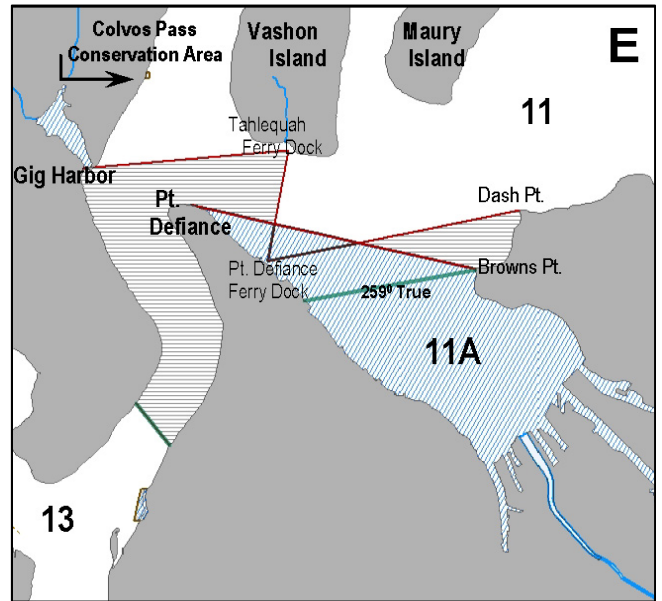 Colvos Pass
Conservation Area
Vashon
Island
Maury
Island
E
11
Tahlequah
Ferry Dock
Gig Harbor
Pt.
Defiance
Dash Pt.
Pt. Defiance
Ferry Dock
Browns Pt.
259⁰ True
11A
13